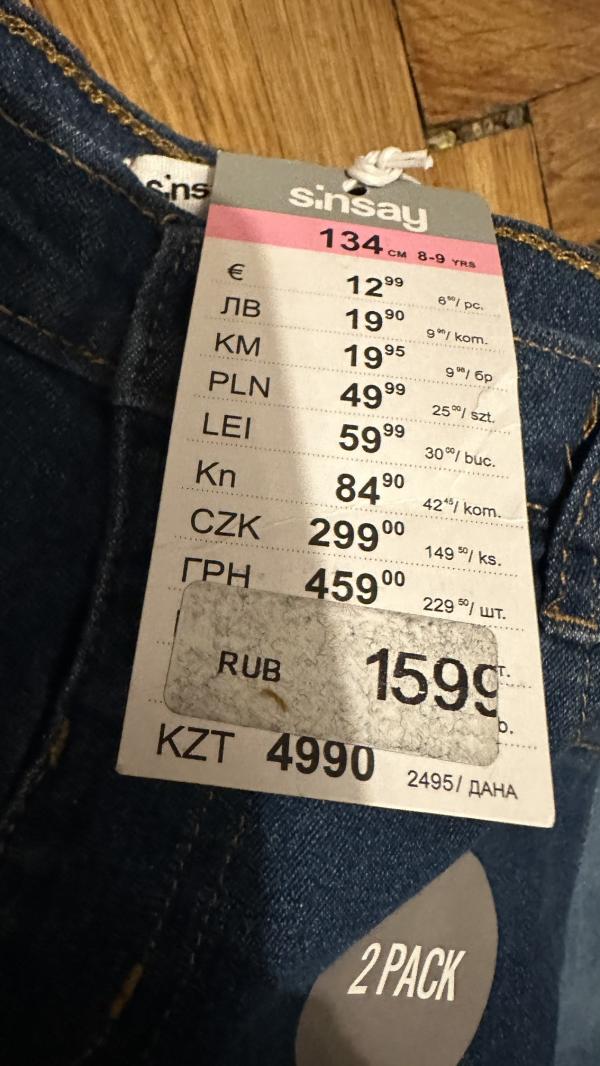 sins
sinsay
134 CM 8-9 YRS
€ 12⁹⁹ 6⁵⁰/ pc.
ЛВ 19⁹⁰ 9⁹⁵/ kom.
KM 19⁹⁵ 9⁹⁸/ бр
PLN 49⁹⁹ 25⁰⁰/ szt.
LEI 59⁹⁹ 30⁰⁰/ buc.
Kn 84⁹⁰ 42⁴⁵/ kom.
CZK 299⁰⁰ 149⁵⁰/ ks.
ГРН 459⁰⁰ 229⁵⁰/ шт.
RUB 1599
KZT 4990 2495/ ДАНА
2 PACK